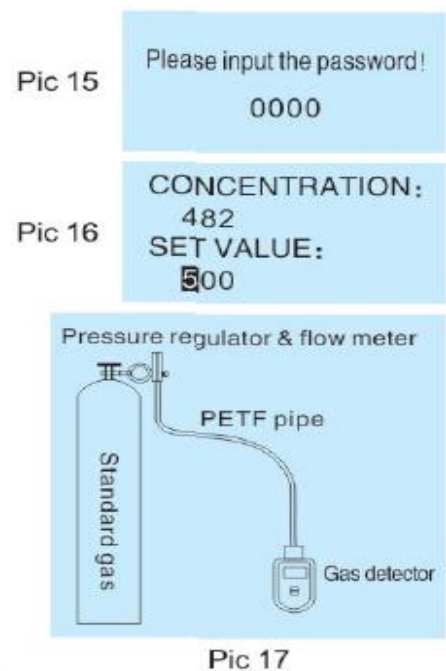 Pic 15
Please input the password!
0000
Pic 16
CONCENTRATION:
482
SET VALUE:
500
Pressure regulator & flow meter
PETF pipe
Standard gas
Gas detector
Pic 17